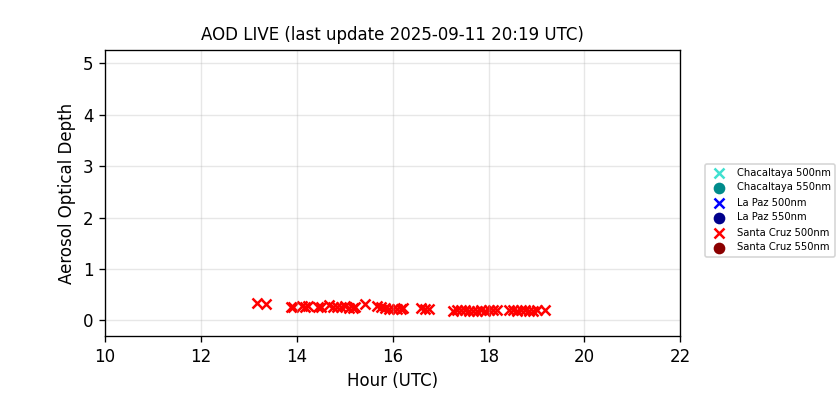 AOD LIVE (last update 2025-09-11 20:19 UTC)
5
4
3
2
1
0
Aerosol Optical Depth
10 12 14 16 18 20 22
Hour (UTC)
Chacaltaya 500nm
Chacaltaya 550nm
La Paz 500nm
La Paz 550nm
Santa Cruz 500nm
Santa Cruz 550nm